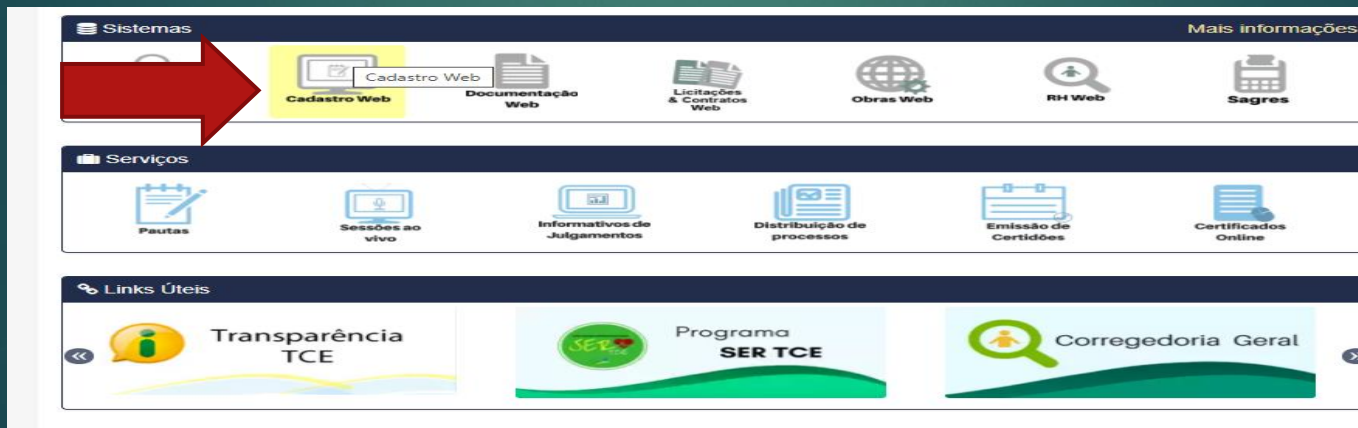 Sistemas
Mais informações
Cadastro Web
Cadastro Web
Documentação
Web
Licitações
& Contratos
Web
Obras Web
RH Web
Sagres
Serviços
Pautas
Sessões ao
vivo
Informativos de
Julgamentos
Distribuição de
processos
Emissão de
Certidões
Certificados
Online
Links Úteis
Transparência
TCE
SER
TCE
Programa
SER TCE
Corregedoria Geral